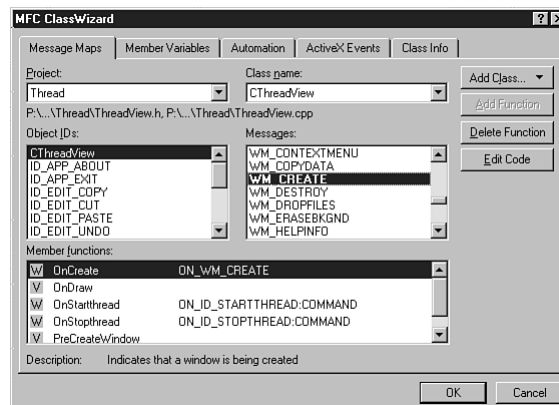 MFC ClassWizard
? x
Message Maps Member Variables Automation ActiveX Events Class Info
Project: Class name:
Thread CThreadView
Add Class...
P:\...\Thread\ThreadView.h, P:\...\Thread\ThreadView.cpp
Add Function
Object IDs: Messages:
Delete Function
Edit Code
CThreadView WM_CONTEXTMENU
ID_APP_ABOUT WM_COPYDATA
ID_APP_EXIT WM_CREATE
ID_EDIT_COPY WM_DESTROY
ID_EDIT_CUT WM_DROPFILES
ID_EDIT_PASTE WM_ERASEBKGND
ID_EDIT_UNDO WM_HELPINFO
Member functions:
W OnCreate ON_WM_CREATE
V OnDraw
W OnStartthread ON_ID_STARTTHREAD:COMMAND
W OnStopthread ON_ID_STOPTHREAD:COMMAND
V PreCreateWindow
Description: Indicates that a window is being created
OK Cancel